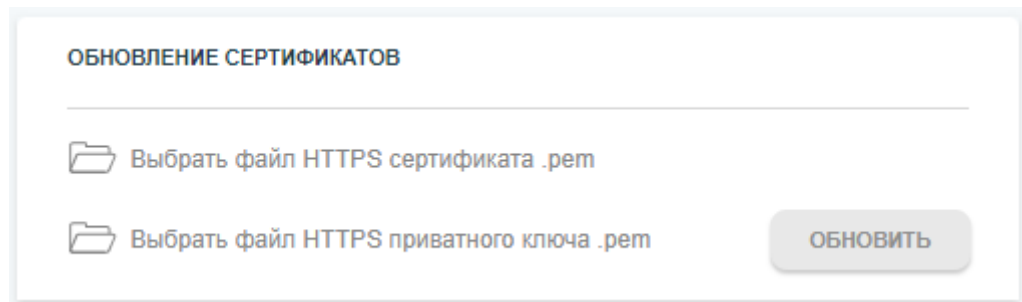 ОБНОВЛЕНИЕ СЕРТИФИКАТОВ
Выбрать файл HTTPS сертификата .pem
Выбрать файл HTTPS приватного ключа .pem
ОБНОВИТЬ